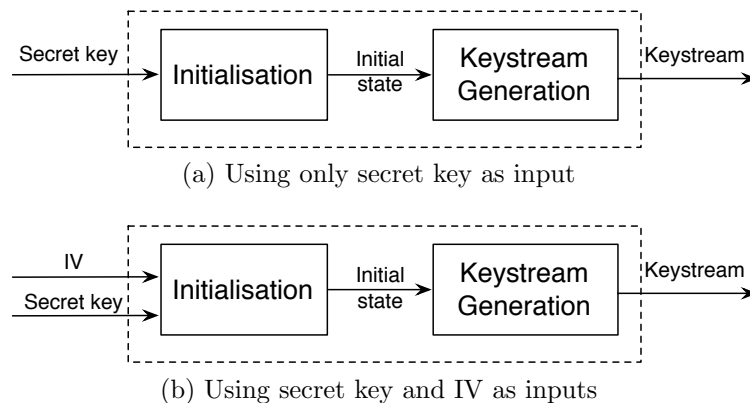 Secret key
Initialisation
Initial
state
Keystream
Generation
Keystream
(a) Using only secret key as input
IV
Secret key
Initialisation
Initial
state
Keystream
Generation
Keystream
(b) Using secret key and IV as inputs